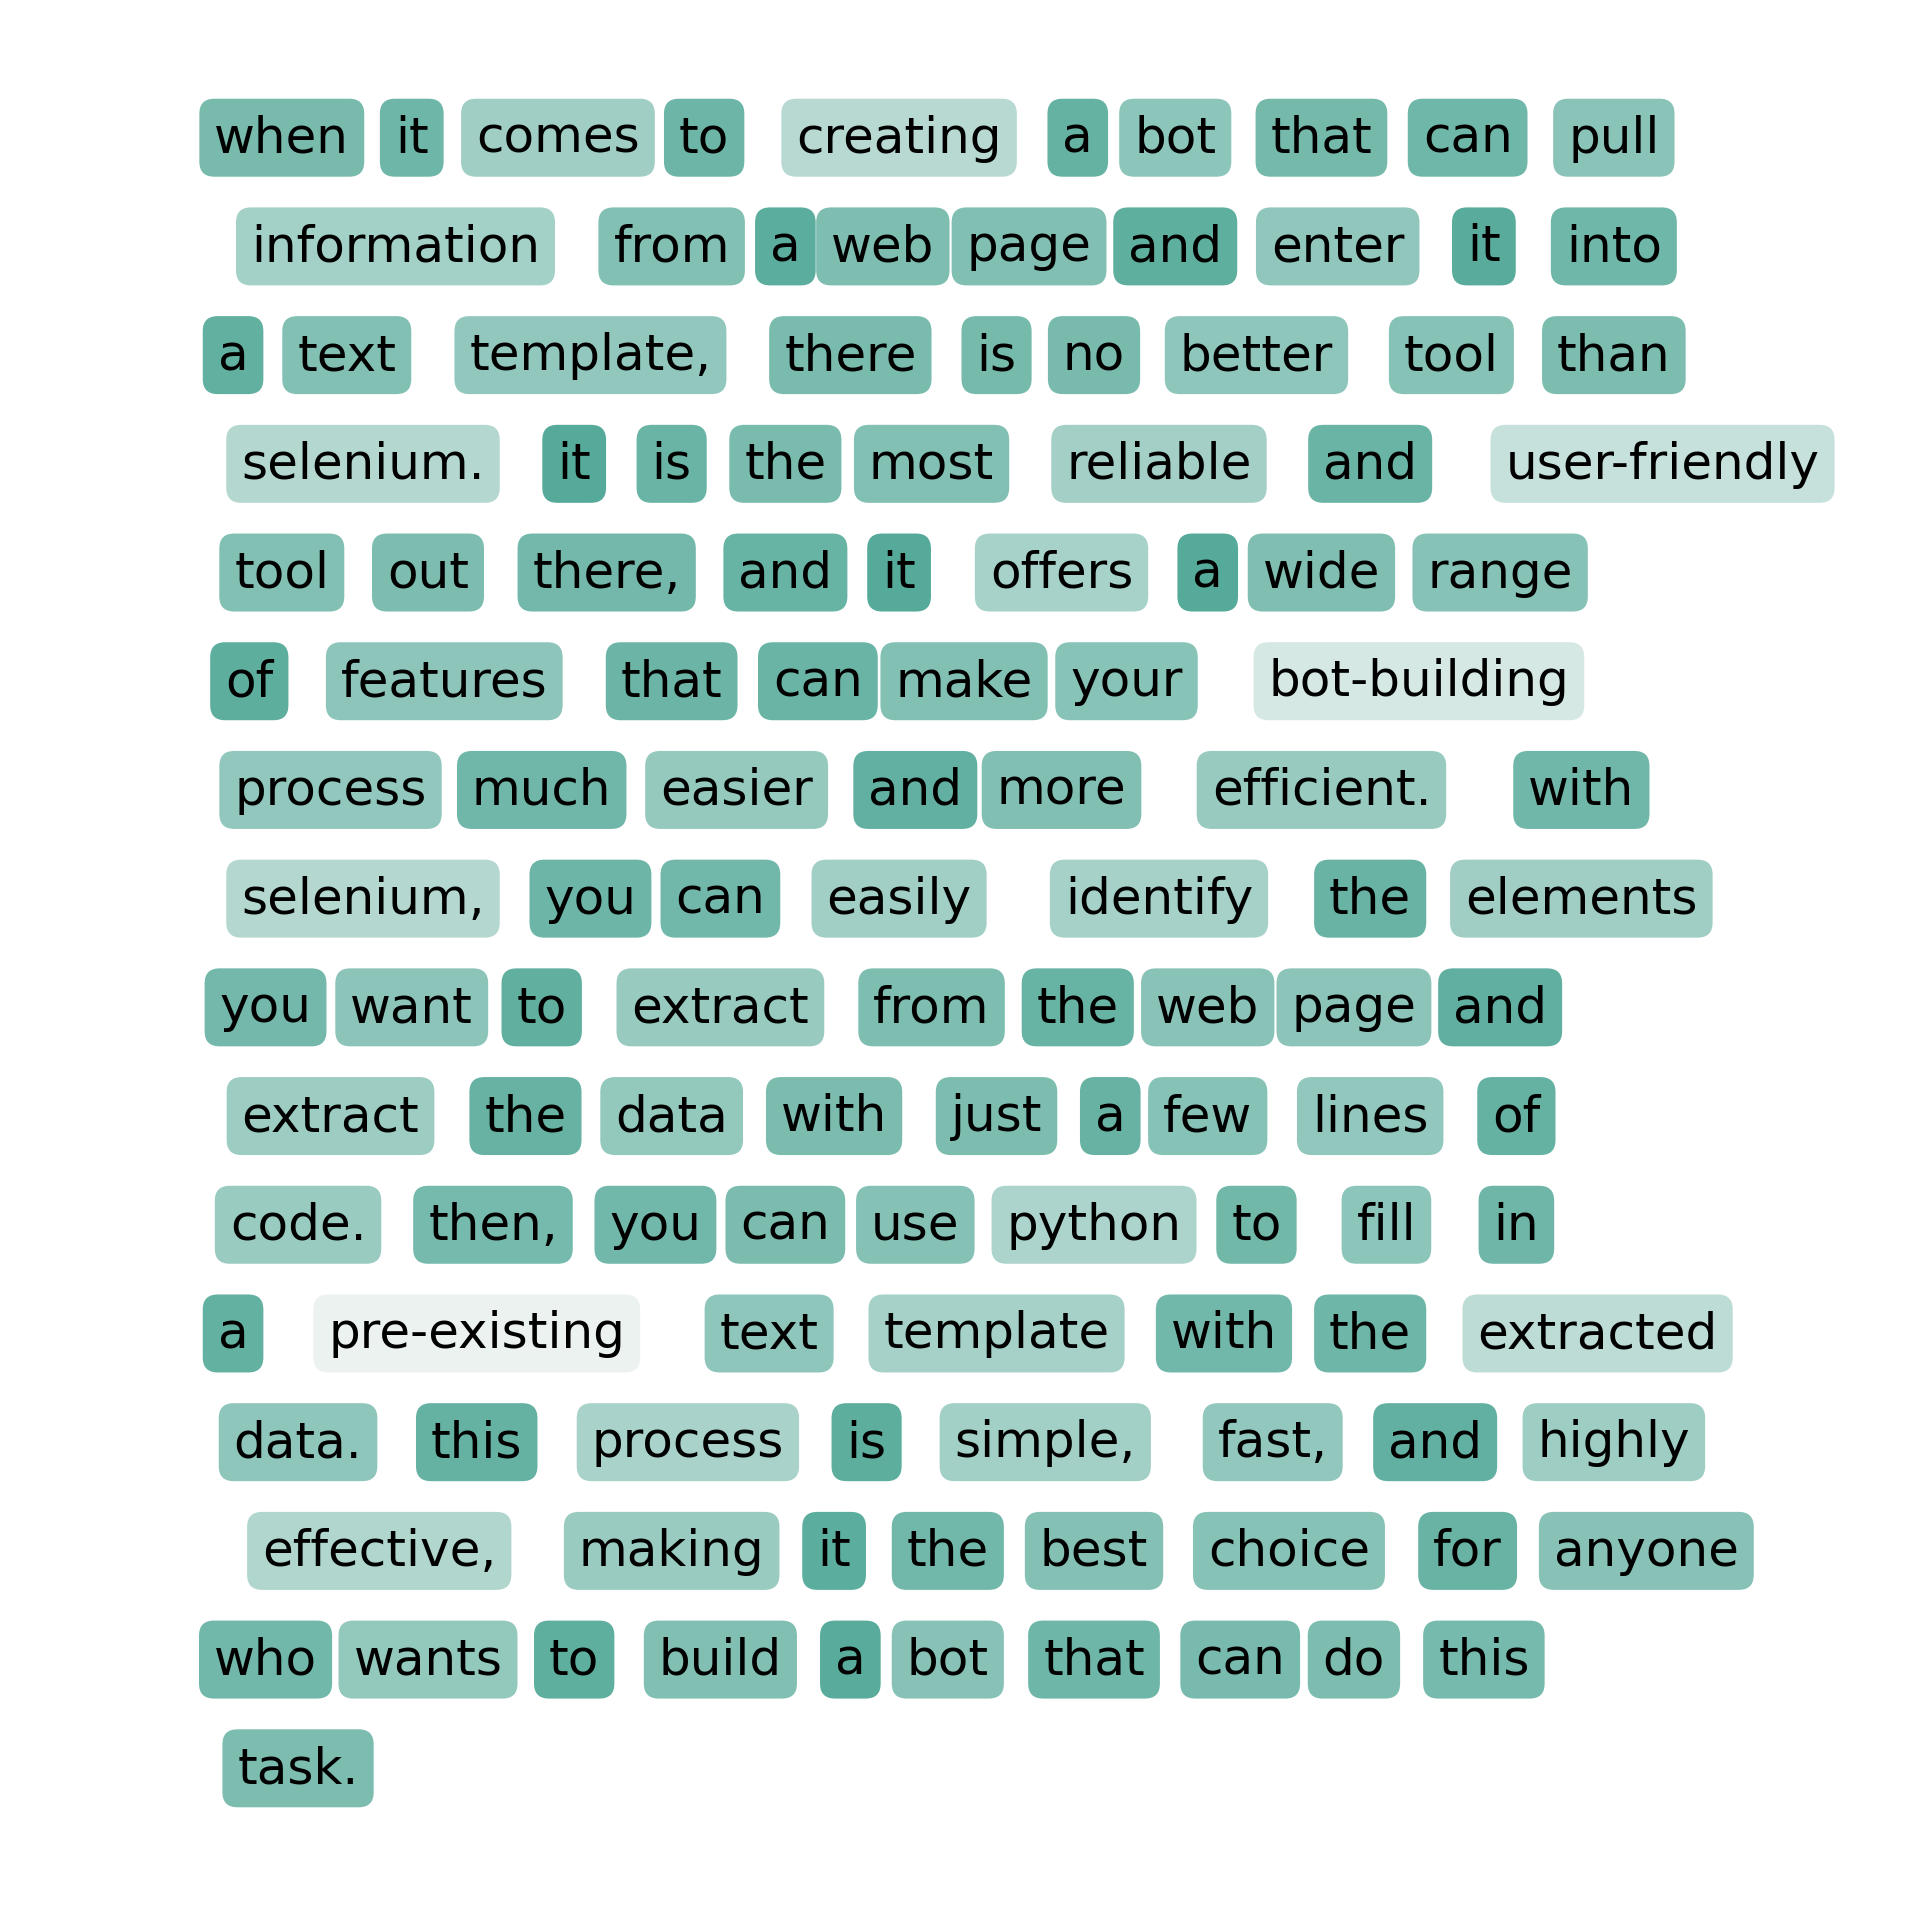 when it comes to creating a bot that can pull
information from a web page and enter it into
a text template, there is no better tool than
selenium. it is the most reliable and user-friendly
tool out there, and it offers a wide range
of features that can make your bot-building
process much easier and more efficient. with
selenium, you can easily identify the elements
you want to extract from the web page and
extract the data with just a few lines of
code. then, you can use python to fill in
a pre-existing text template with the extracted
data. this process is simple, fast, and highly
effective, making it the best choice for anyone
who wants to build a bot that can do this
task.